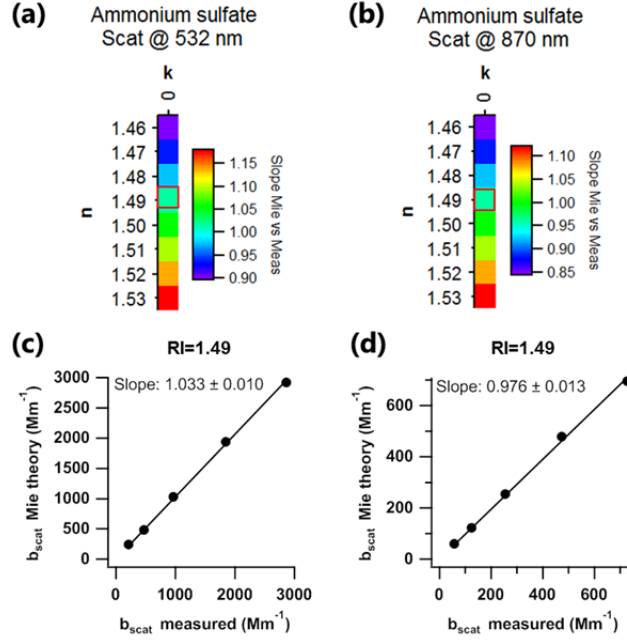 (a)
Ammonium sulfate
Scat @ 532 nm
k
0
1.46
1.47
1.48
1.49
1.50
1.51
1.52
1.53
n
1.15
1.10
1.05
1.00
0.95
0.90
Slope Mie vs Meas
(b)
Ammonium sulfate
Scat @ 870 nm
k
0
1.46
1.47
1.48
1.49
1.50
1.51
1.52
1.53
n
1.10
1.05
1.00
0.95
0.90
0.85
Slope Mie vs Meas
(c)
RI=1.49
Slope: 1.033 ± 0.010
3000
2500
2000
1500
1000
500
0
b_scat Mie theory (Mm⁻¹)
0
1000
2000
3000
b_scat measured (Mm⁻¹)
(d)
RI=1.49
Slope: 0.976 ± 0.013
600
400
200
0
b_scat Mie theory (Mm⁻¹)
0
200
400
600
b_scat measured (Mm⁻¹)